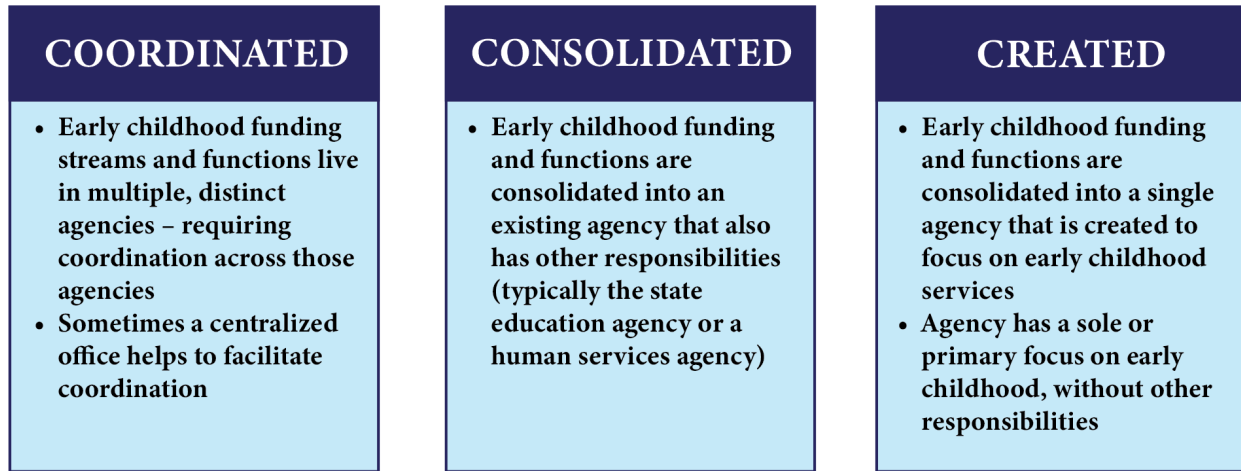 COORDINATED
• Early childhood funding
streams and functions live
in multiple, distinct
agencies – requiring
coordination across those
agencies
• Sometimes a centralized
office helps to facilitate
coordination
CONSOLIDATED
• Early childhood funding
and functions are
consolidated into an
existing agency that also
has other responsibilities
(typically the state
education agency or a
human services agency)
CREATED
• Early childhood funding
and functions are
consolidated into a single
agency that is created to
focus on early childhood
services
• Agency has a sole or
primary focus on early
childhood, without other
responsibilities